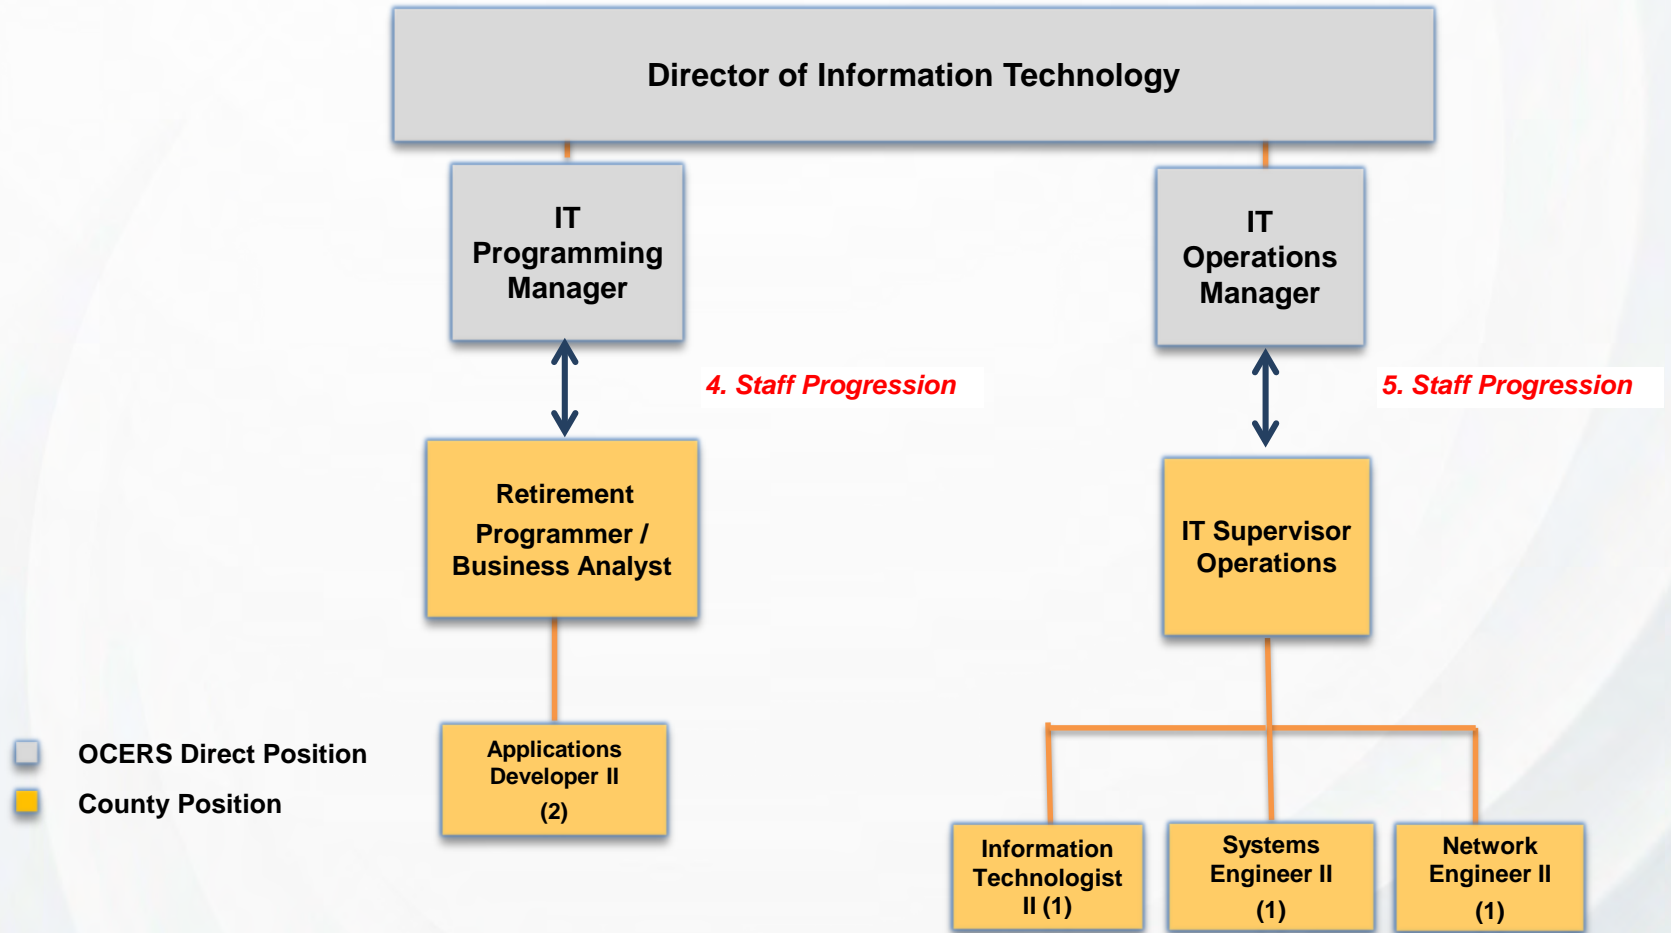 Director of Information Technology
IT
Programming
Manager
IT
Operations
Manager
4. Staff Progression
5. Staff Progression
Retirement
Programmer /
Business Analyst
IT Supervisor
Operations
Applications
Developer II
(2)
OCERS Direct Position
County Position
Information
Technologist
II (1)
Systems
Engineer II
(1)
Network
Engineer II
(1)